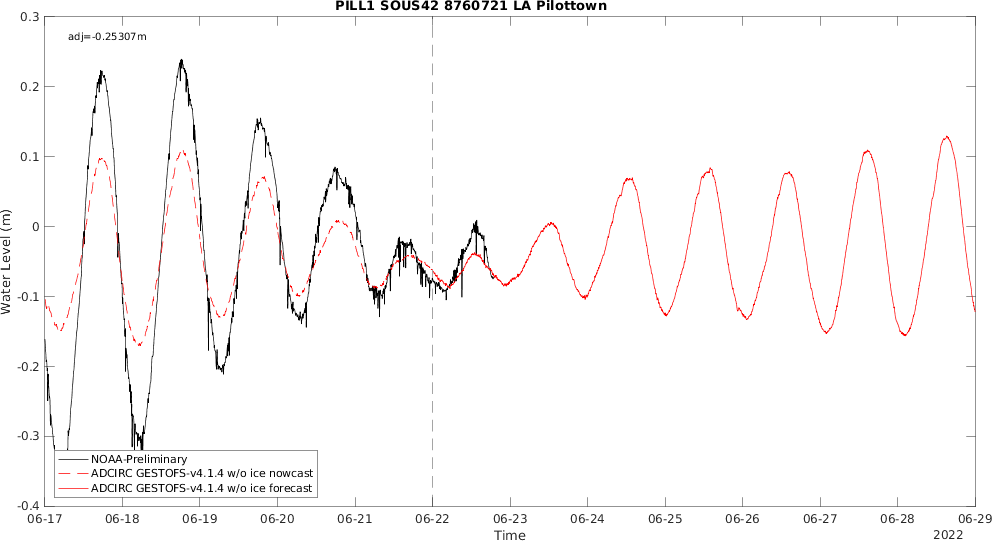 PILL1 SOUS42 8760721 LA Pilottown
adj=-0.25307m
0.3
0.2
0.1
0
-0.1
-0.2
-0.3
-0.4
Water Level (m)
NOAA-Preliminary
ADCIRC GESTOFS-v4.1.4 w/o ice nowcast
ADCIRC GESTOFS-v4.1.4 w/o ice forecast
06-17 06-18 06-19 06-20 06-21 06-22 06-23 06-24 06-25 06-26 06-27 06-28 06-29
Time
2022